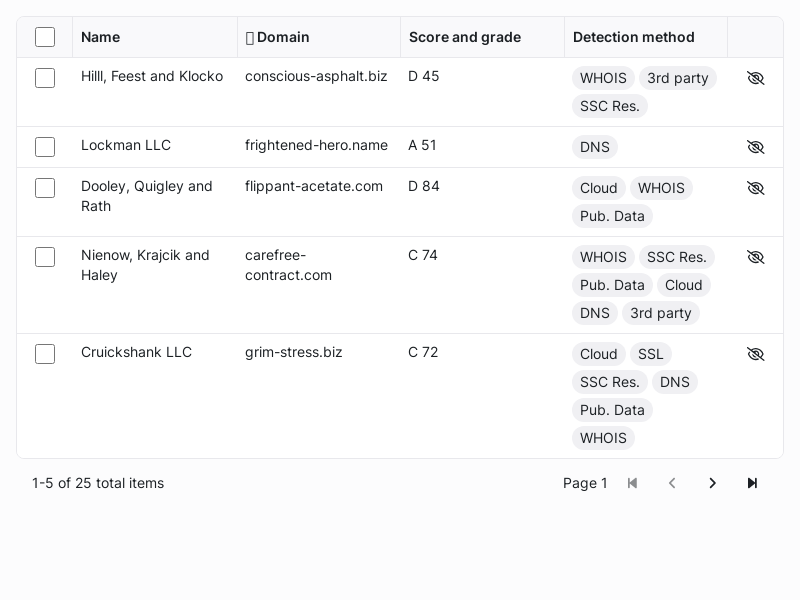 Name Domain Score and grade Detection method
Hilll, Feest and Klocko conscious-asphalt.biz D 45 WHOIS 3rd party
SSC Res.
Lockman LLC frightened-hero.name A 51 DNS
Dooley, Quigley and flippant-acetate.com D 84 Cloud WHOIS
Rath Pub. Data
Nienow, Krajcik and carefree- C 74 WHOIS SSC Res.
Haley contract.com Pub. Data Cloud
DNS 3rd party
Cruickshank LLC grim-stress.biz C 72 Cloud SSL
SSC Res. DNS
Pub. Data
WHOIS
1-5 of 25 total items Page 1